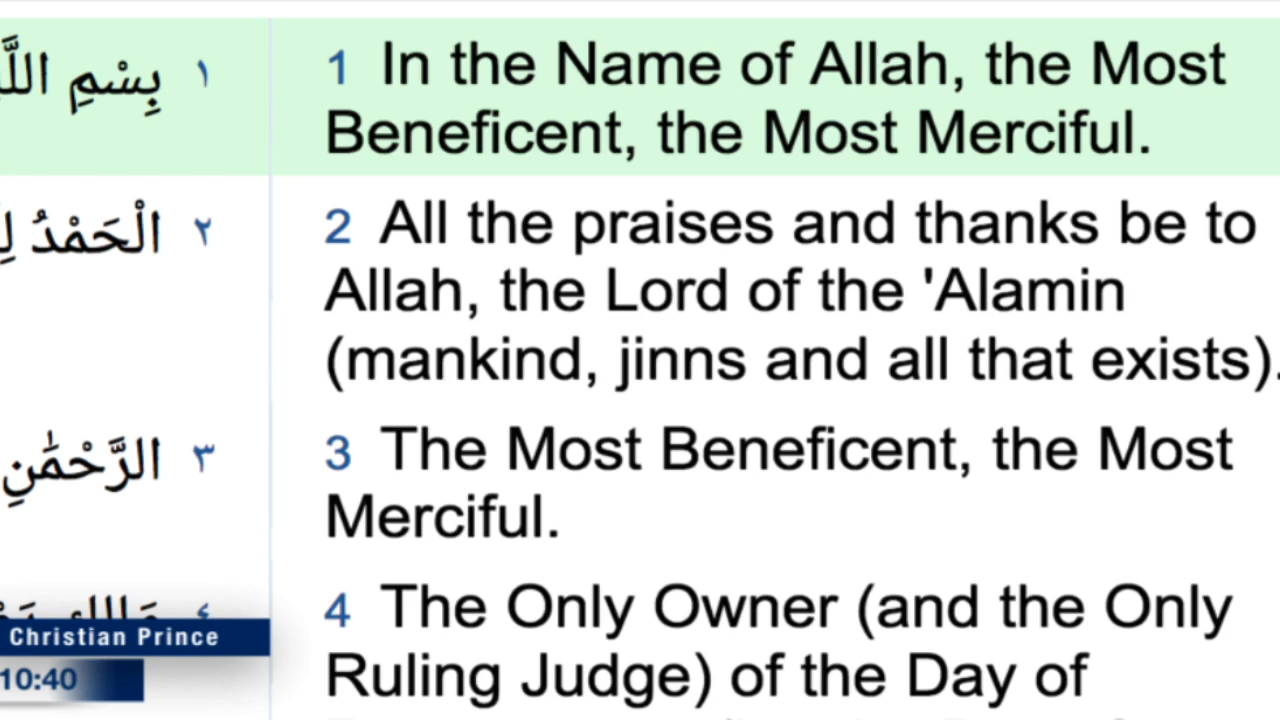 ١ بِسْمِ
1 In the Name of Allah, the Most
Beneficent, the Most Merciful.
٢ الْحَمْدُ
2 All the praises and thanks be to
Allah, the Lord of the 'Alamin
(mankind, jinns and all that exists).
٣ الرَّحْمَٰنِ
3 The Most Beneficent, the Most
Merciful.
4 The Only Owner (and the Only
Ruling Judge) of the Day of
Christian Prince
10:40